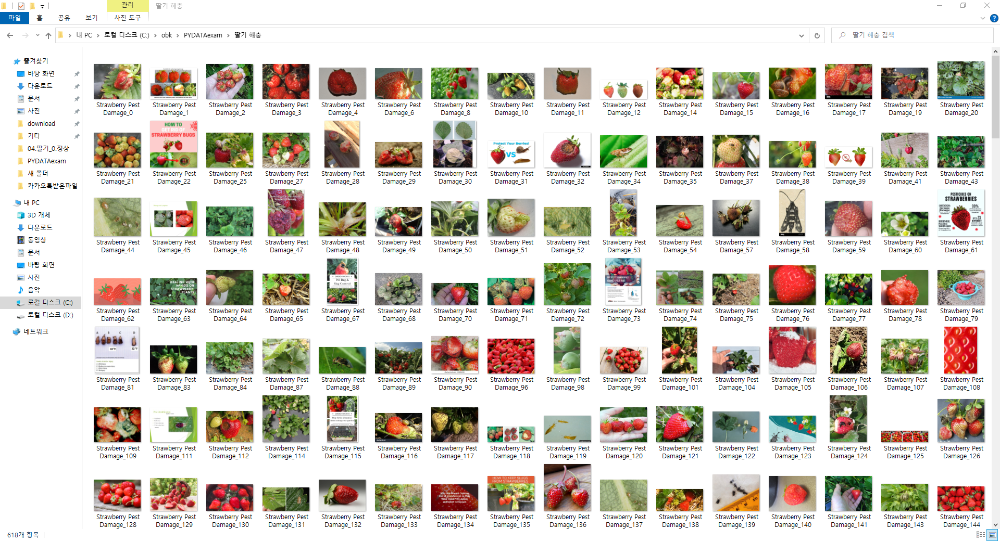 관리
딸기 해충
파일
홈
공유
보기
사진 도구
내 PC > 로컬 디스크 (C:) > obk > PYDATAexam > 딸기 해충
딸기 해충 검색
즐겨찾기
바탕 화면
다운로드
문서
사진
download
기타
04.딸기_0.정상
PYDATAexam
새 폴더
카카오톡받은파일
내 PC
3D 개체
다운로드
동영상
문서
바탕 화면
사진
음악
로컬 디스크 (C:)
로컬 디스크 (D:)
네트워크
Strawberry Pest Damage_0
Strawberry Pest Damage_1
Strawberry Pest Damage_2
Strawberry Pest Damage_3
Strawberry Pest Damage_4
Strawberry Pest Damage_6
Strawberry Pest Damage_8
Strawberry Pest Damage_10
Strawberry Pest Damage_11
Strawberry Pest Damage_12
Strawberry Pest Damage_14
Strawberry Pest Damage_15
Strawberry Pest Damage_16
Strawberry Pest Damage_17
Strawberry Pest Damage_19
Strawberry Pest Damage_20
HOW TO
GET RID OF
STRAWBERRY BUGS
Protect Your Berries!
VS
Strawberry Pest Damage_21
Strawberry Pest Damage_22
Strawberry Pest Damage_25
Strawberry Pest Damage_27
Strawberry Pest Damage_28
Strawberry Pest Damage_29
Strawberry Pest Damage_30
Strawberry Pest Damage_31
Strawberry Pest Damage_32
Strawberry Pest Damage_34
Strawberry Pest Damage_35
Strawberry Pest Damage_37
Strawberry Pest Damage_38
Strawberry Pest Damage_39
Strawberry Pest Damage_41
Strawberry Pest Damage_43
PESTICIDES ON
STRAWBERRIES
99%
Strawberry Pest Damage_44
Strawberry Pest Damage_45
Strawberry Pest Damage_46
Strawberry Pest Damage_47
Strawberry Pest Damage_48
Strawberry Pest Damage_49
Strawberry Pest Damage_50
Strawberry Pest Damage_51
Strawberry Pest Damage_52
Strawberry Pest Damage_53
Strawberry Pest Damage_54
Strawberry Pest Damage_57
Strawberry Pest Damage_58
Strawberry Pest Damage_59
Strawberry Pest Damage_60
Strawberry Pest Damage_61
DEALING WITH
APHIDS ON
STRAWBERRY
PLANTS
Pill Bug &
Slug Control
Strawberry Pest Damage_62
Strawberry Pest Damage_63
Strawberry Pest Damage_64
Strawberry Pest Damage_65
Strawberry Pest Damage_67
Strawberry Pest Damage_68
Strawberry Pest Damage_70
Strawberry Pest Damage_71
Strawberry Pest Damage_72
Strawberry Pest Damage_73
Strawberry Pest Damage_74
Strawberry Pest Damage_75
Strawberry Pest Damage_76
Strawberry Pest Damage_77
Strawberry Pest Damage_78
Strawberry Pest Damage_79
A B C D
Strawberry Pest Damage_81
Strawberry Pest Damage_83
Strawberry Pest Damage_84
Strawberry Pest Damage_87
Strawberry Pest Damage_88
Strawberry Pest Damage_89
Strawberry Pest Damage_90
Strawberry Pest Damage_96
Strawberry Pest Damage_98
Strawberry Pest Damage_99
Strawberry Pest Damage_101
Strawberry Pest Damage_104
Strawberry Pest Damage_105
Strawberry Pest Damage_106
Strawberry Pest Damage_107
Strawberry Pest Damage_108
Strawberry Pest Damage_109
Strawberry Pest Damage_111
Strawberry Pest Damage_112
Strawberry Pest Damage_114
Strawberry Pest Damage_115
Strawberry Pest Damage_116
Strawberry Pest Damage_117
Strawberry Pest Damage_118
Strawberry Pest Damage_119
Strawberry Pest Damage_120
Strawberry Pest Damage_121
Strawberry Pest Damage_122
Strawberry Pest Damage_123
Strawberry Pest Damage_124
Strawberry Pest Damage_125
Strawberry Pest Damage_126
HOW TO KEEP SLUGS
FROM STRAWBERRIES
Strawberry Pest Damage_128
Strawberry Pest Damage_129
Strawberry Pest Damage_130
Strawberry Pest Damage_131
Strawberry Pest Damage_132
Strawberry Pest Damage_133
Strawberry Pest Damage_134
Strawberry Pest Damage_135
Strawberry Pest Damage_136
Strawberry Pest Damage_137
Strawberry Pest Damage_138
Strawberry Pest Damage_139
Strawberry Pest Damage_140
Strawberry Pest Damage_141
Strawberry Pest Damage_143
Strawberry Pest Damage_144
618개 항목